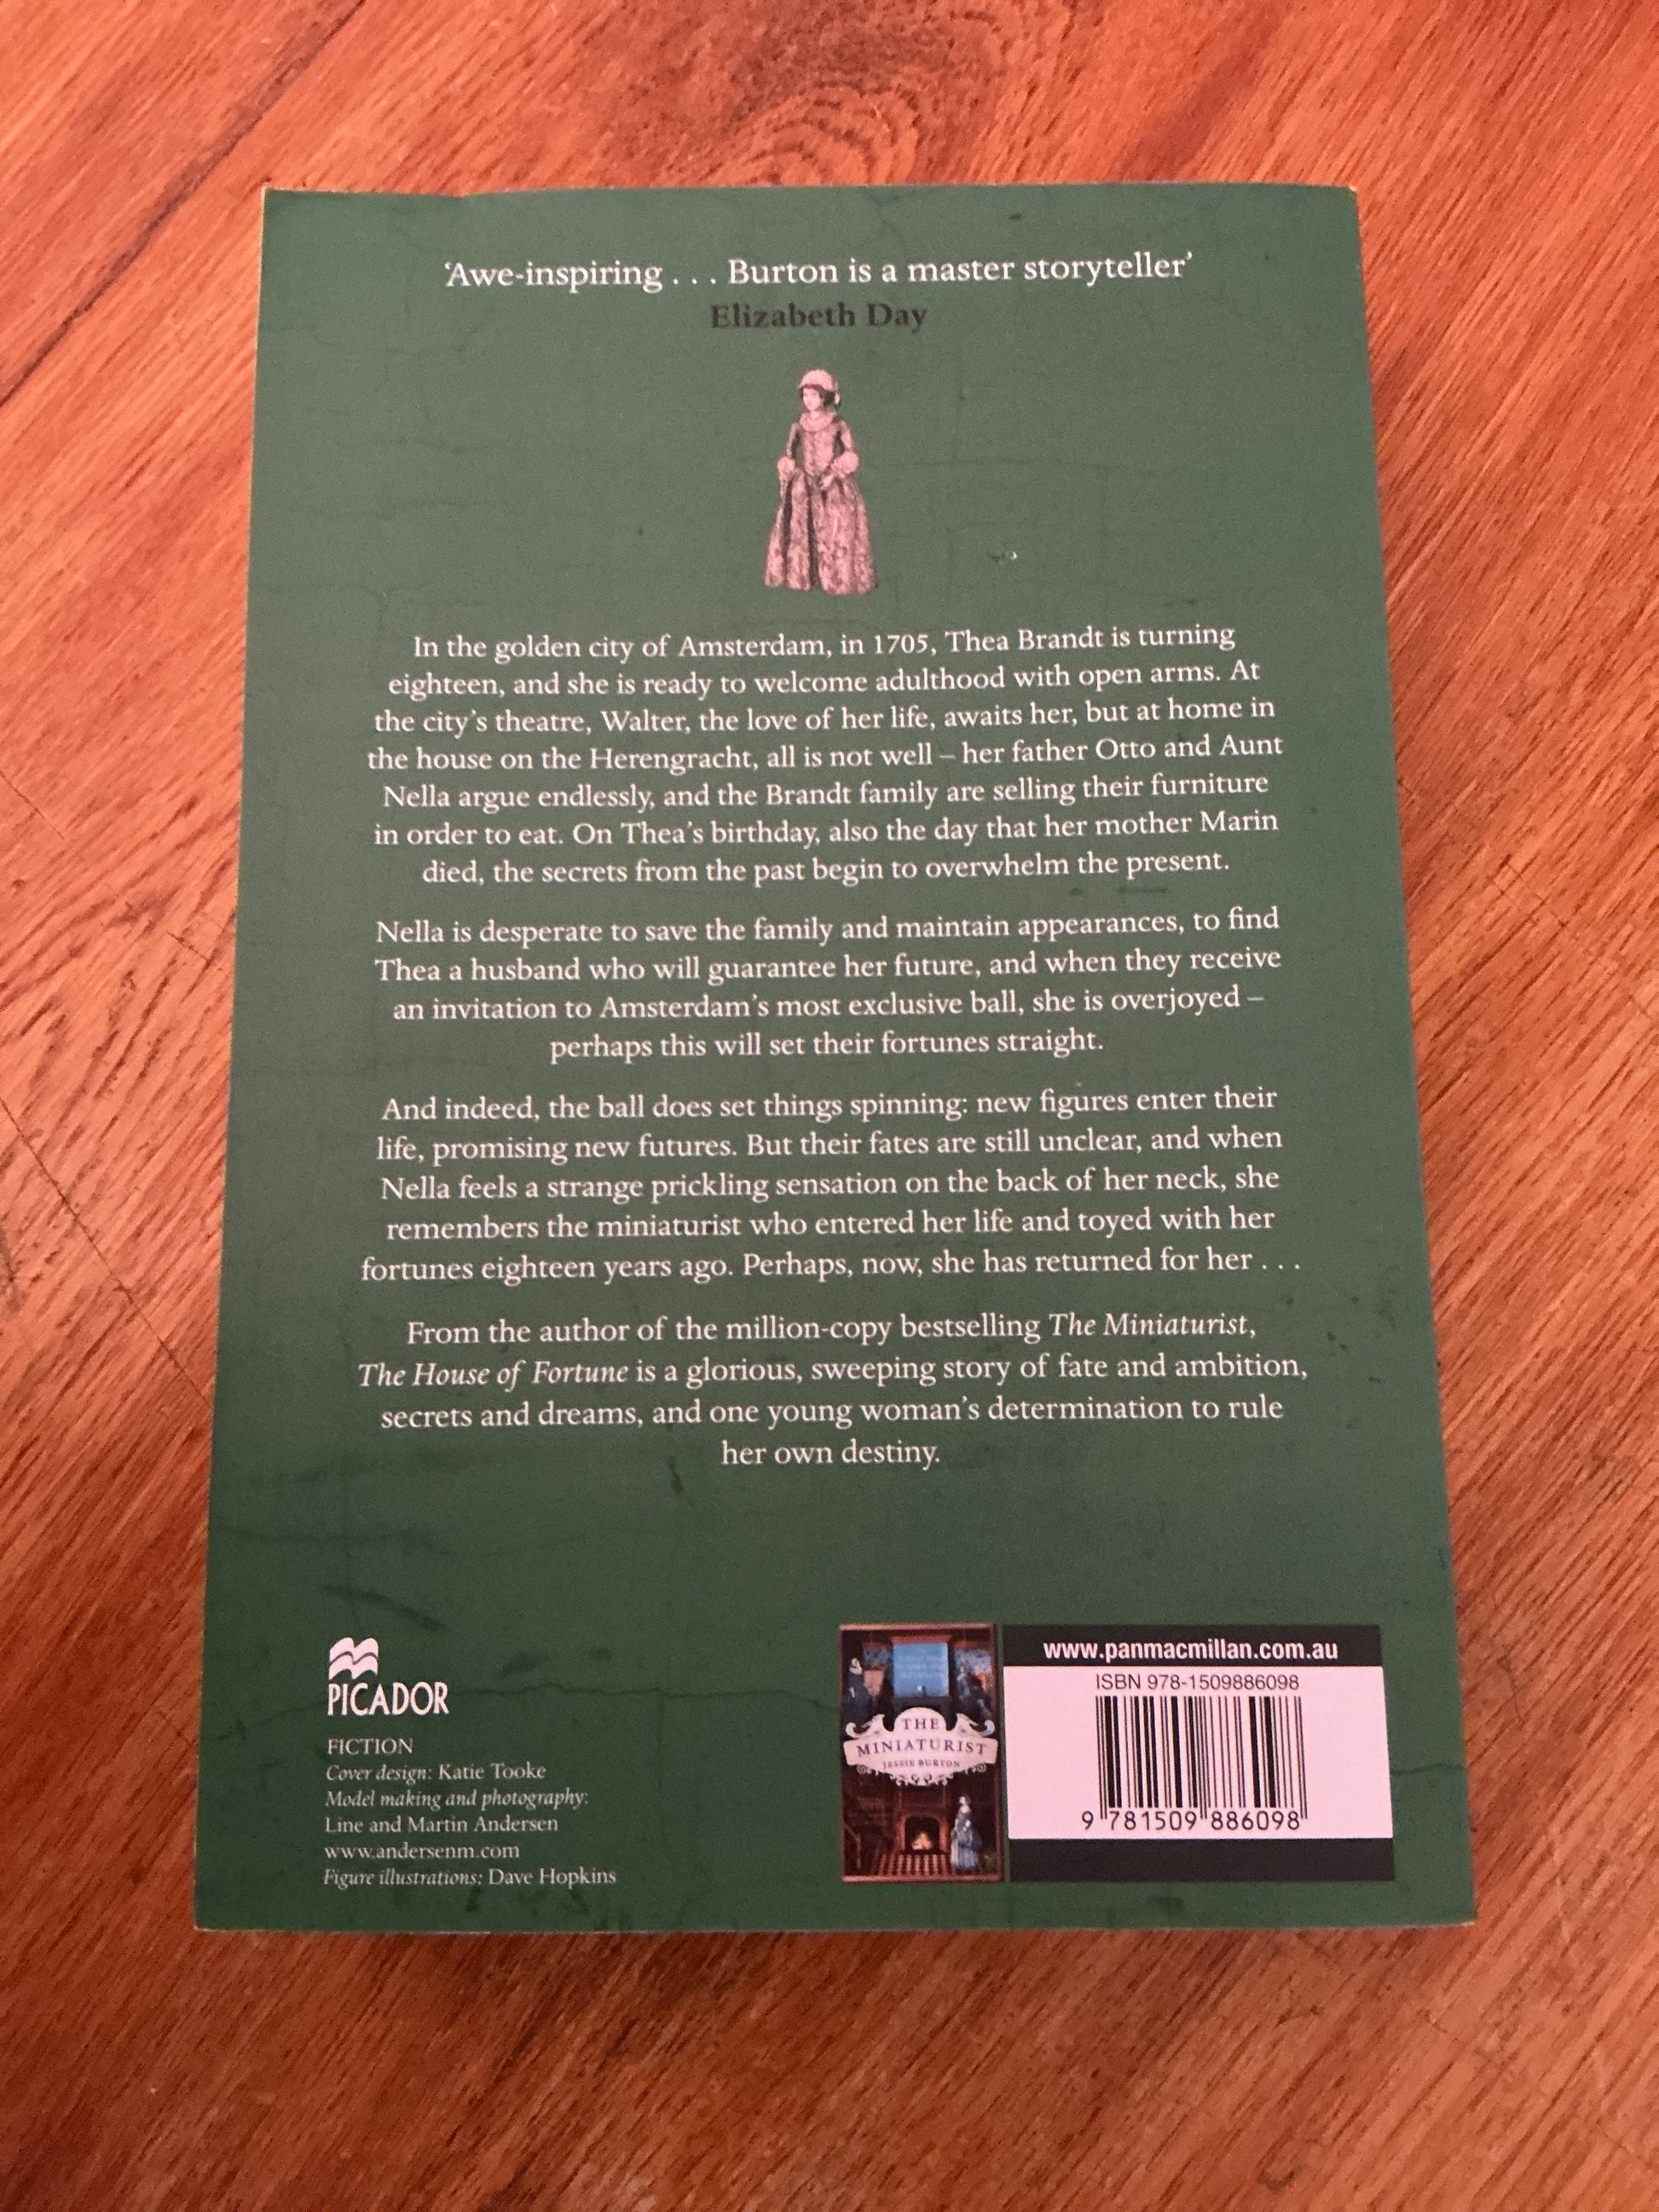 ‘Awe-inspiring . . . Burton is a master storyteller’
Elizabeth Day
In the golden city of Amsterdam, in 1705, Thea Brandt is turning
eighteen, and she is ready to welcome adulthood with open arms. At
the city’s theatre, Walter, the love of her life, awaits her, but at home in
the house on the Herengracht, all is not well – her father Otto and Aunt
Nella argue endlessly, and the Brandt family are selling their furniture
in order to eat. On Thea’s birthday, also the day that her mother Marin
died, the secrets from the past begin to overwhelm the present.
Nella is desperate to save the family and maintain appearances, to find
Thea a husband who will guarantee her future, and when they receive
an invitation to Amsterdam’s most exclusive ball, she is overjoyed –
perhaps this will set their fortunes straight.
And indeed, the ball does set things spinning: new figures enter their
life, promising new futures. But their fates are still unclear, and when
Nella feels a strange prickling sensation on the back of her neck, she
remembers the miniaturist who entered her life and toyed with her
fortunes eighteen years ago. Perhaps, now, she has returned for her . . .
From the author of the million-copy bestselling The Miniaturist,
The House of Fortune is a glorious, sweeping story of fate and ambition,
secrets and dreams, and one young woman’s determination to rule
her own destiny.
PICADOR
FICTION
Cover design: Katie Tooke
Model making and photography:
Line and Martin Andersen
www.andersenm.com
Figure illustrations: Dave Hopkins
THE
MINIATURIST
JESSIE BURTON
www.panmacmillan.com.au
ISBN 978-1509886098
9 781509 886098